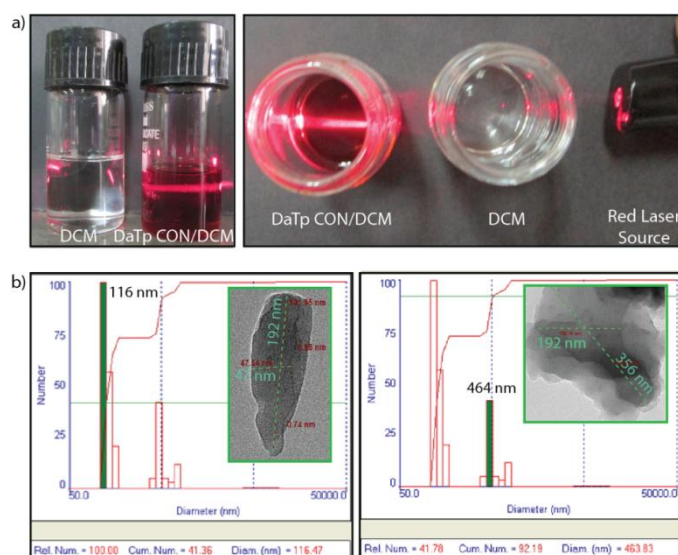 a)
DCM
DaTp CON/DCM
DaTp CON/DCM
DCM
Red Laser
Source
b)
116 nm
100
75
50
25
0
Number
50.0
50000.0
Diameter (nm)
192 nm
Rel. Num. = 100.00 Cum. Num. = 41.36 Diam. (nm) = 116.47
464 nm
100
75
50
25
0
Number
50.0
50000.0
Diameter (nm)
192 nm
356 nm
Rel. Num. = 41.78 Cum. Num. = 92.19 Diam. (nm) = 463.83